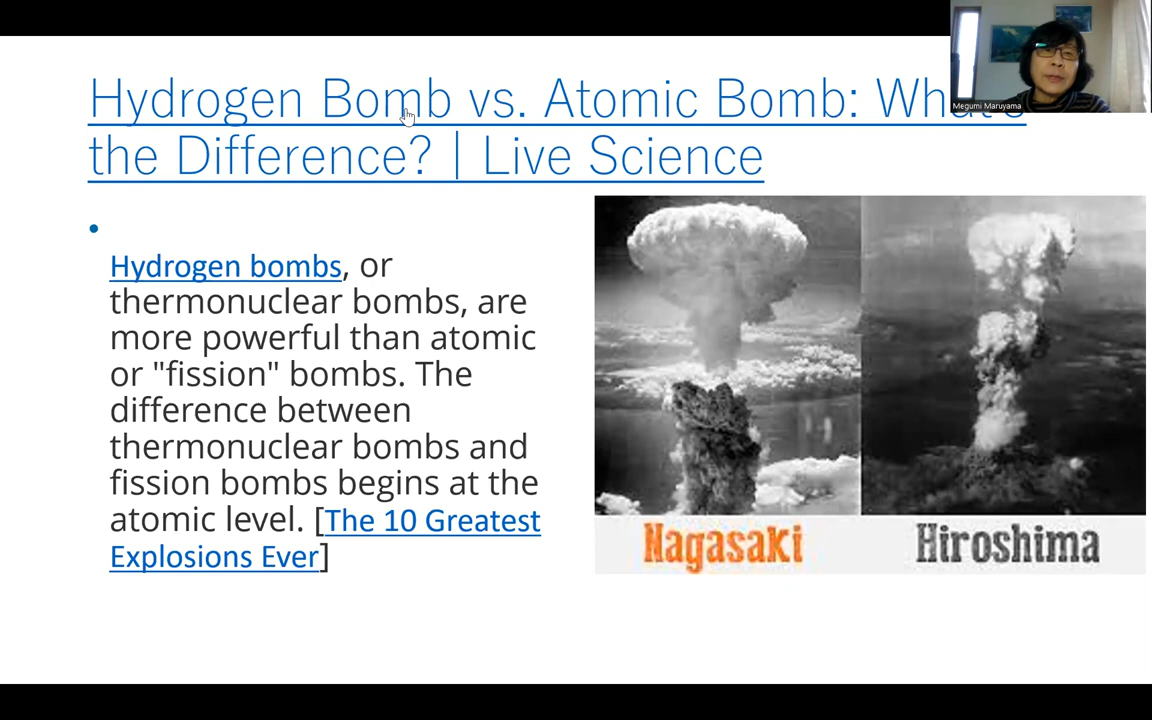 Hydrogen Bomb vs. Atomic Bomb: What's
the Difference? | Live Science
Megumi Maruyama
Hydrogen bombs, or
thermonuclear bombs, are
more powerful than atomic
or "fission" bombs. The
difference between
thermonuclear bombs and
fission bombs begins at the
atomic level. [The 10 Greatest
Explosions Ever]
Nagasaki
Hiroshima